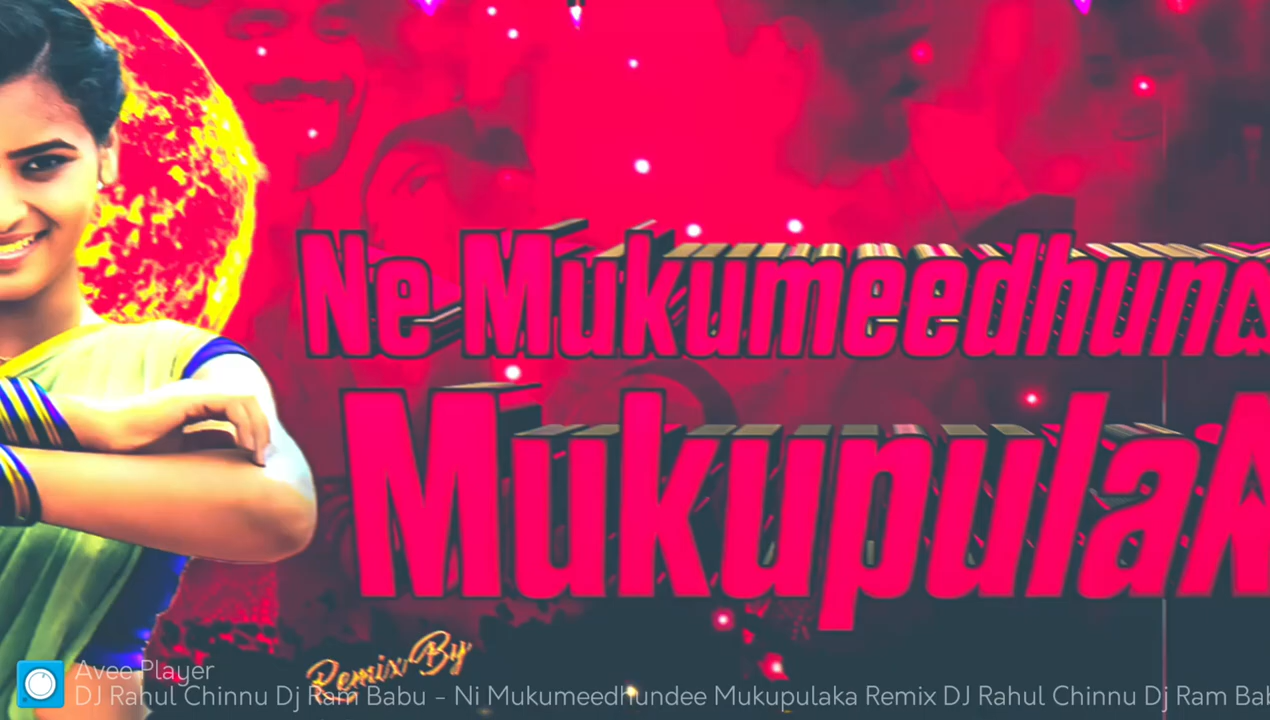 Ne Mukumeedhund
Mukupulak
Remix By
Avee Player
DJ Rahul Chinnu Dj Ram Babu - Ni Mukumeedhundee Mukupulaka Remix DJ Rahul Chinnu Dj Ram Bab